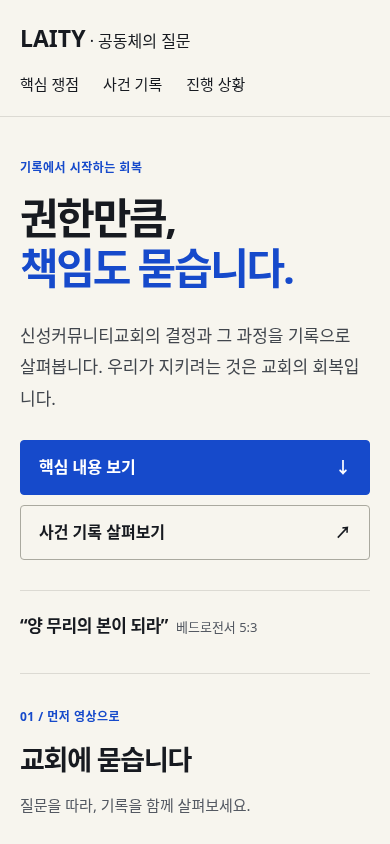 LAITY · 공동체의 질문
핵심 쟁점 사건 기록 진행 상황
기록에서 시작하는 회복
권한만큼,
책임도 묻습니다.
신성커뮤니티교회의 결정과 그 과정을 기록으로
살펴봅니다. 우리가 지키려는 것은 교회의 회복입
니다.
핵심 내용 보기 ↓
사건 기록 살펴보기 ↗
“양 무리의 본이 되라” 베드로전서 5:3
01 / 먼저 영상으로
교회에 묻습니다
질문을 따라, 기록을 함께 살펴보세요.